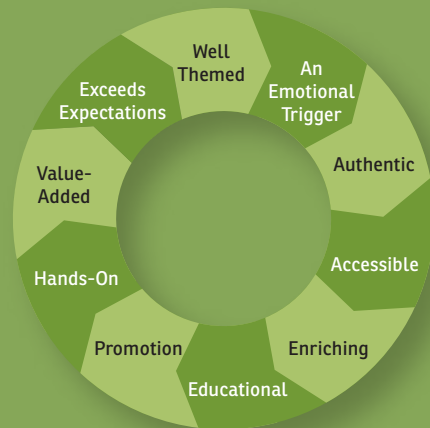 Well
Themed
An
Emotional
Trigger
Authentic
Accessible
Enriching
Educational
Promotion
Hands-On
Value-
Added
Exceeds
Expectations